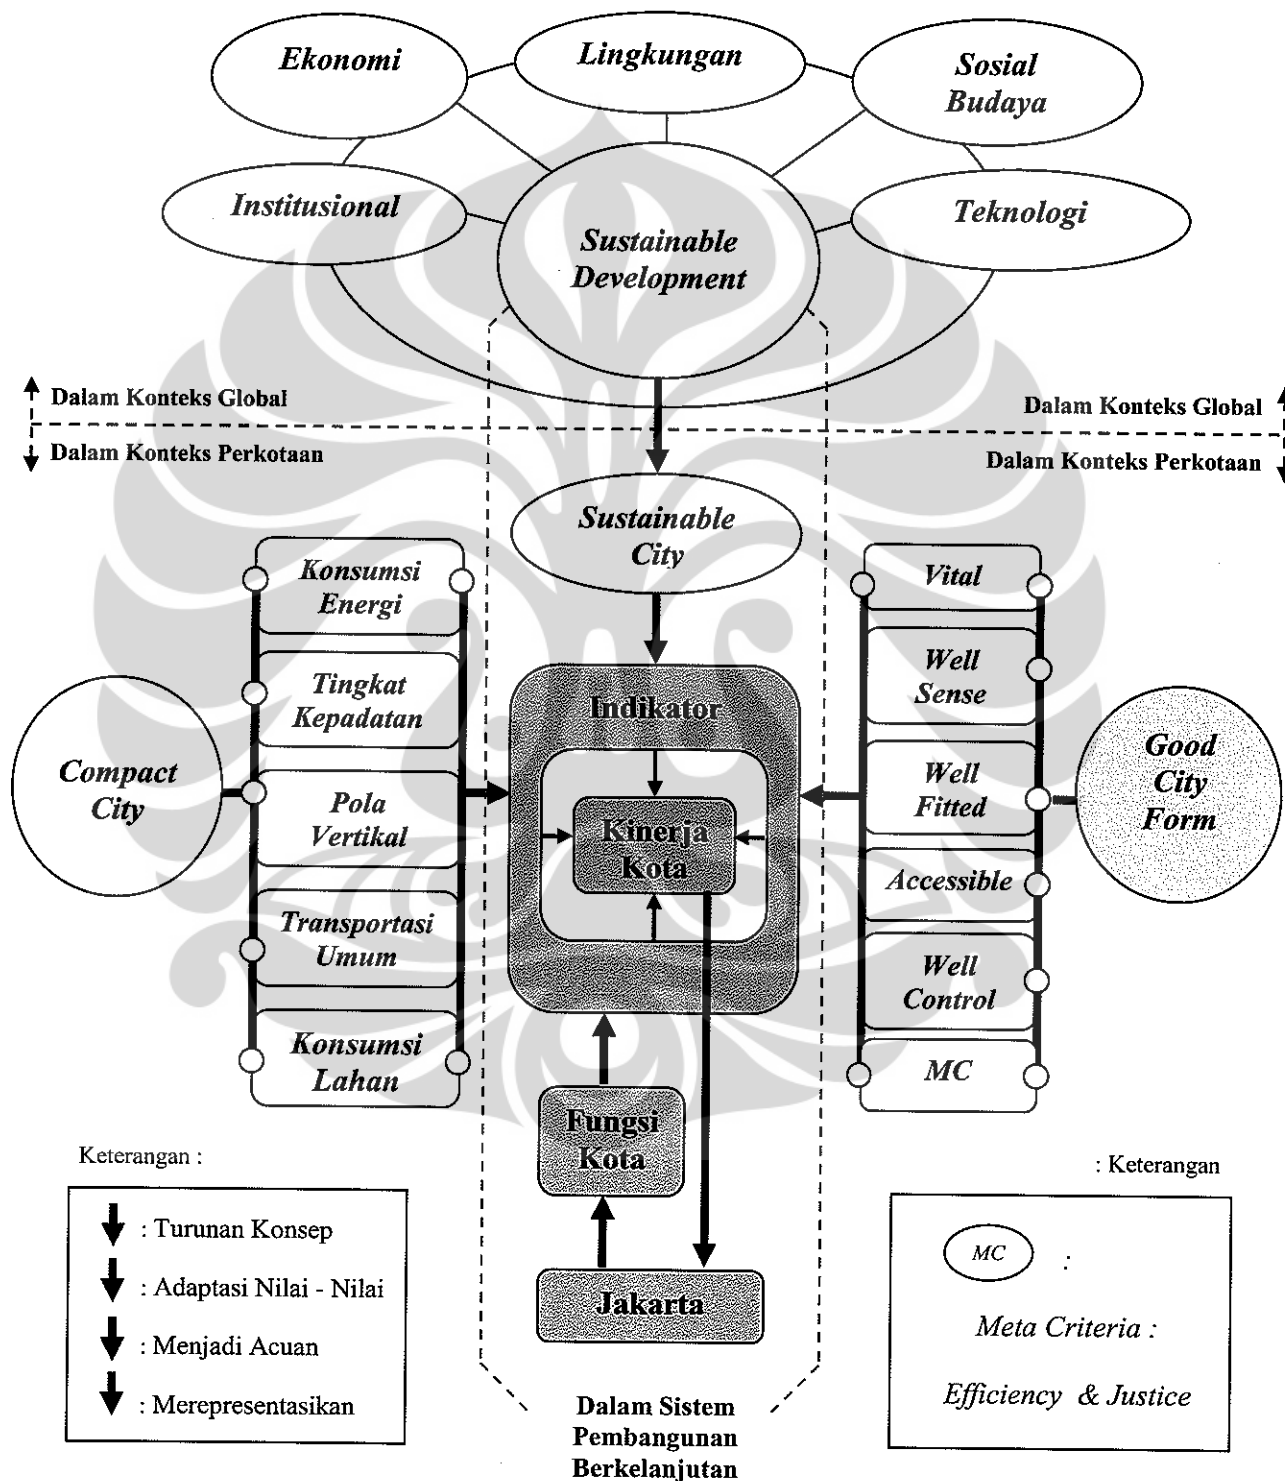 Ekonomi
Lingkungan
Sosial
Budaya
Institusional
Teknologi
Sustainable
Development
Dalam Konteks Global
Dalam Konteks Global
Dalam Konteks Perkotaan
Dalam Konteks Perkotaan
Sustainable
City
Konsumsi
Energi
Tingkat
Kepadatan
Pola
Vertikal
Transportasi
Umum
Konsumsi
Lahan
Compact
City
Indikator
Kinerja
Kota
Vital
Well
Sense
Well
Fitted
Accessible
Well
Control
MC
Good
City
Form
Fungsi
Kota
Jakarta
Keterangan :
: Turunan Konsep
: Adaptasi Nilai - Nilai
: Menjadi Acuan
: Merepresentasikan
Dalam Sistem
Pembangunan
Berkelanjutan
: Keterangan
MC :
Meta Criteria :
Efficiency & Justice